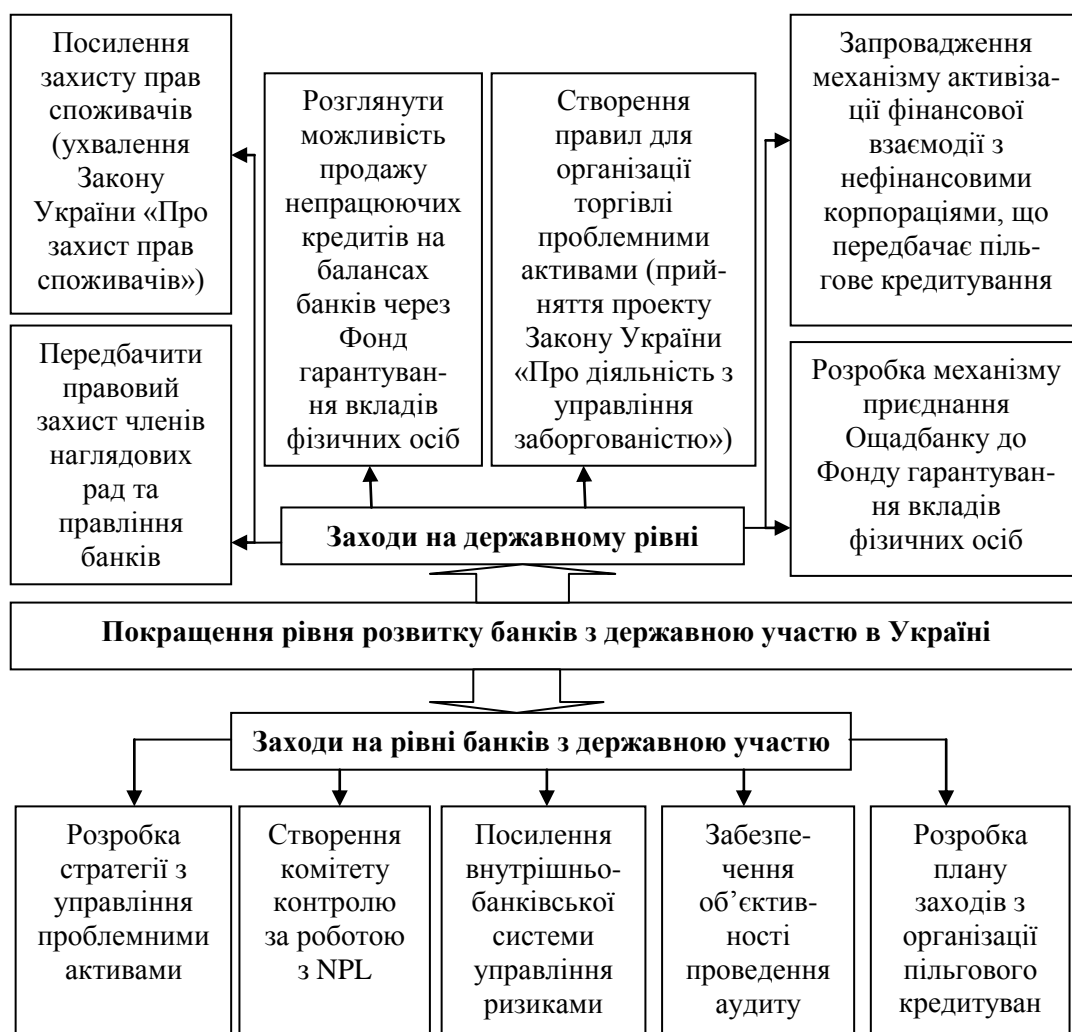 Посилення
захисту прав
споживачів
(ухвалення
Закону
України «Про
захист прав
споживачів»)
Розглянути
можливість
продажу
непрацюючих
кредитів на
балансах
банків через
Фонд
гарантуван-
ня вкладів
фізичних осіб
Створення
правил для
організації
торгівлі
проблемними
активами (прий-
няття проекту
Закону України
«Про діяльність з
управління
заборгованістю»)
Запровадження
механізму активіза-
ції фінансової
взаємодії з
нефінансовими
корпораціями, що
передбачає піль-
гове кредитування
Передбачити
правовий
захист членів
наглядових
рад та
правління
банків
Розробка механізму
приєднання
Ощадбанку до
Фонду гарантуван-
ня вкладів
фізичних осіб
Заходи на державному рівні
Покращення рівня розвитку банків з державною участю в Україні
Заходи на рівні банків з державною участю
Розробка
стратегії з
управління
проблемними
активами
Створення
комітету
контролю
за роботою
з NPL
Посилення
внутрішньо-
банківської
системи
управління
ризиками
Забезпе-
чення
об’єктив-
ності
проведення
аудиту
Розробка
плану
заходів з
організації
пільгового
кредитуван